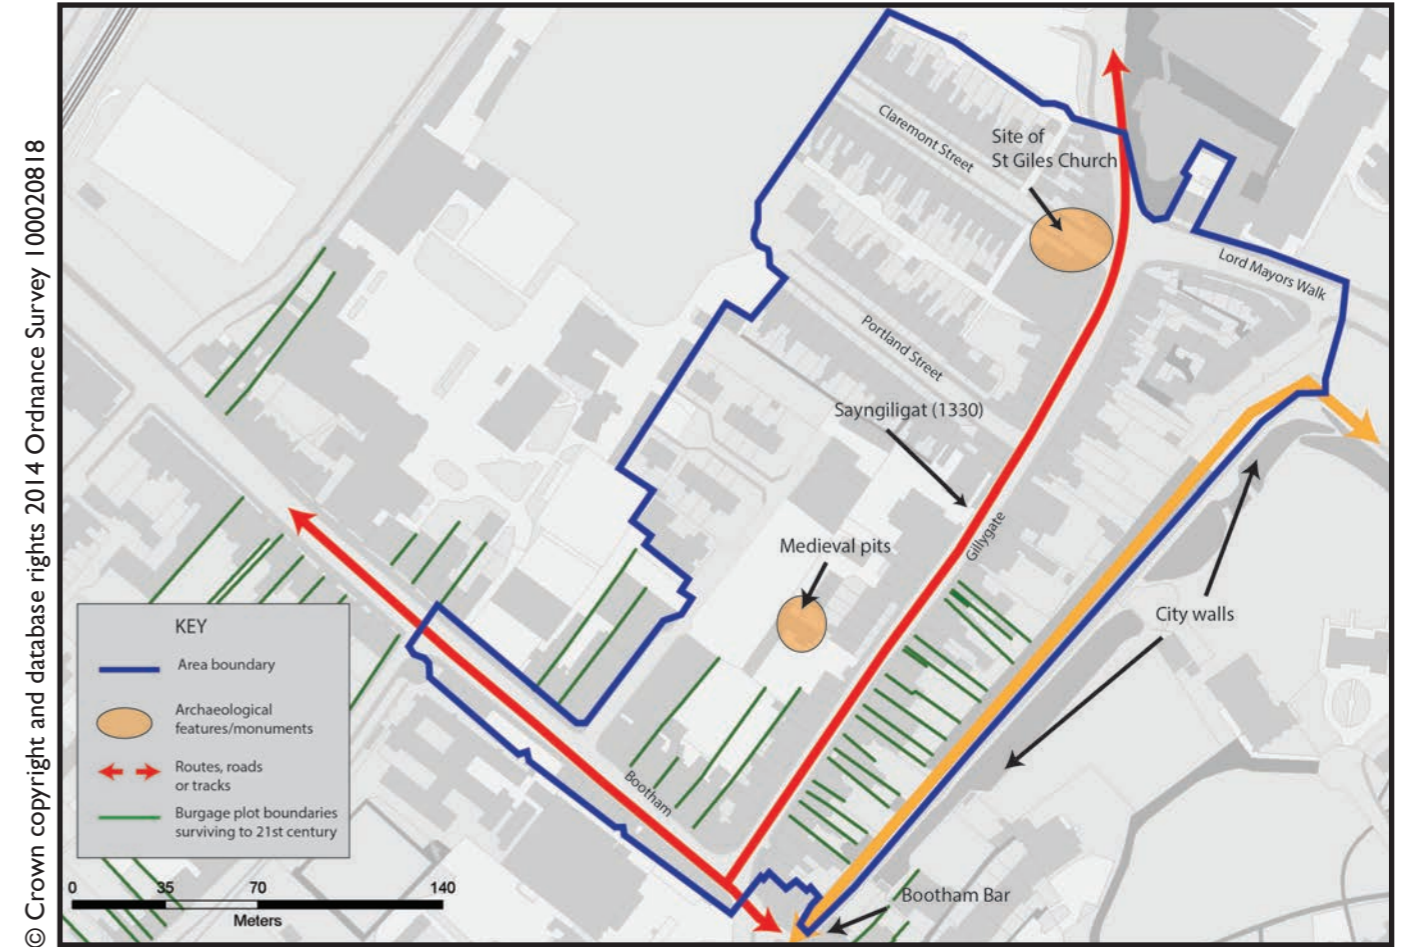 © Crown copyright and database rights 2014 Ordnance Survey 100020818
Claremont Street
Site of
St Giles Church
Lord Mayors Walk
Portland Street
Sayngiligat (1330)
Gillygate
Medieval pits
City walls
Bootham
Bootham Bar
KEY
Area boundary
Archaeological
features/monuments
Routes, roads
or tracks
Burgage plot boundaries
surviving to 21st century
0 35 70 140
Meters